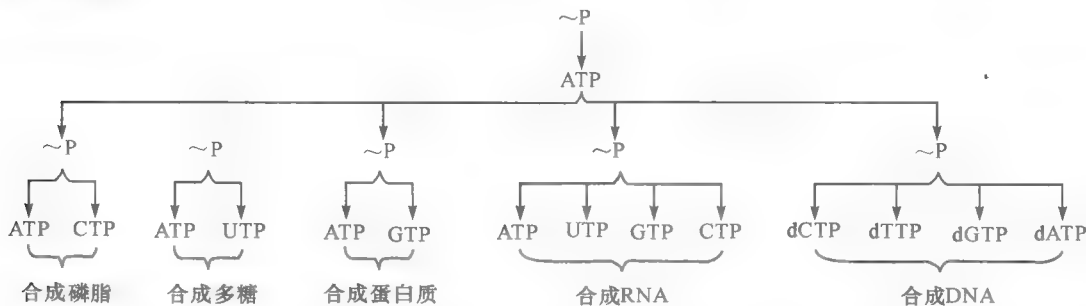 ～P
ATP
～P ～P ～P ～P ～P
ATP CTP ATP UTP ATP GTP ATP UTP GTP CTP dCTP dTTP dGTP dATP
合成磷脂 合成多糖 合成蛋白质 合成RNA 合成DNA